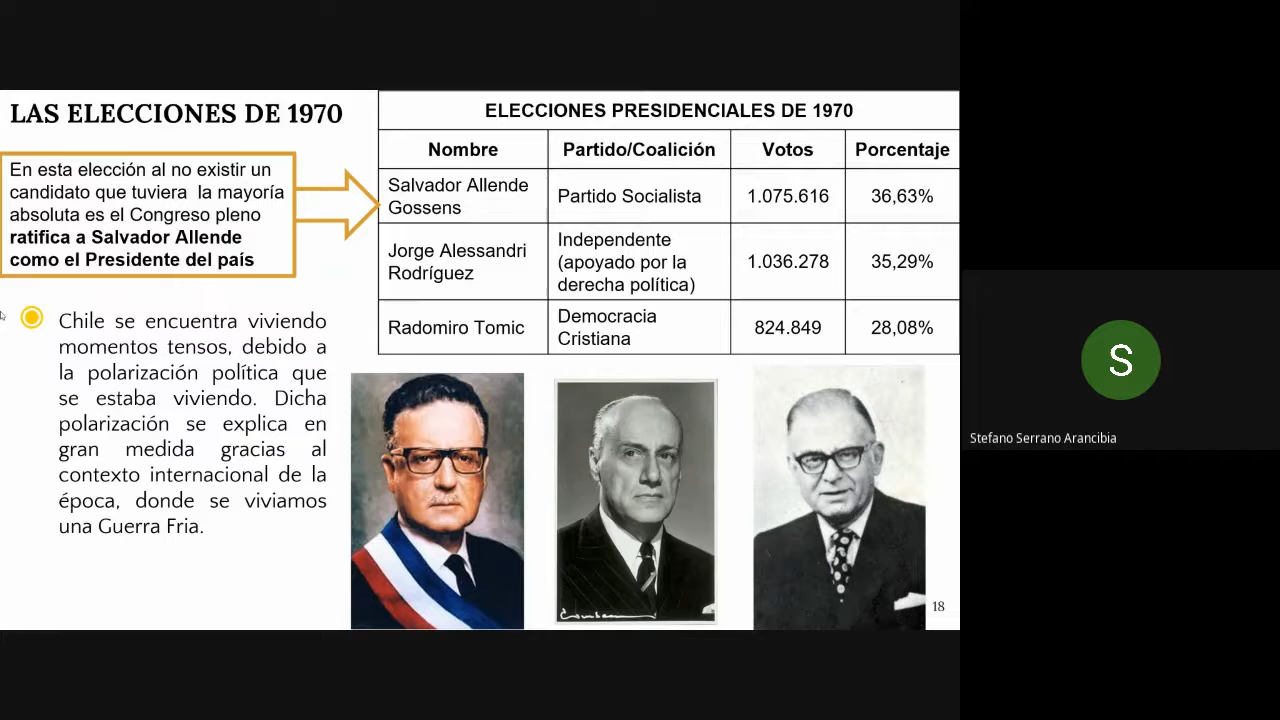 LAS ELECCIONES DE 1970
En esta elección al no existir un
candidato que tuviera la mayoría
absoluta es el Congreso pleno
ratifica a Salvador Allende
como el Presidente del país
Chile se encuentra viviendo
momentos tensos, debido a
la polarización política que
se estaba viviendo. Dicha
polarización se explica en
gran medida gracias al
contexto internacional de la
época, donde se viviamos
una Guerra Fria.
ELECCIONES PRESIDENCIALES DE 1970
Nombre Partido/Coalición Votos Porcentaje
Salvador Allende
Gossens
Partido Socialista
1.075.616
36,63%
Jorge Alessandri
Rodríguez
Independente
(apoyado por la
derecha política)
1.036.278
35,29%
Radomiro Tomic
Democracia
Cristiana
824.849
28,08%
18
S
Stefano Serrano Arancibia